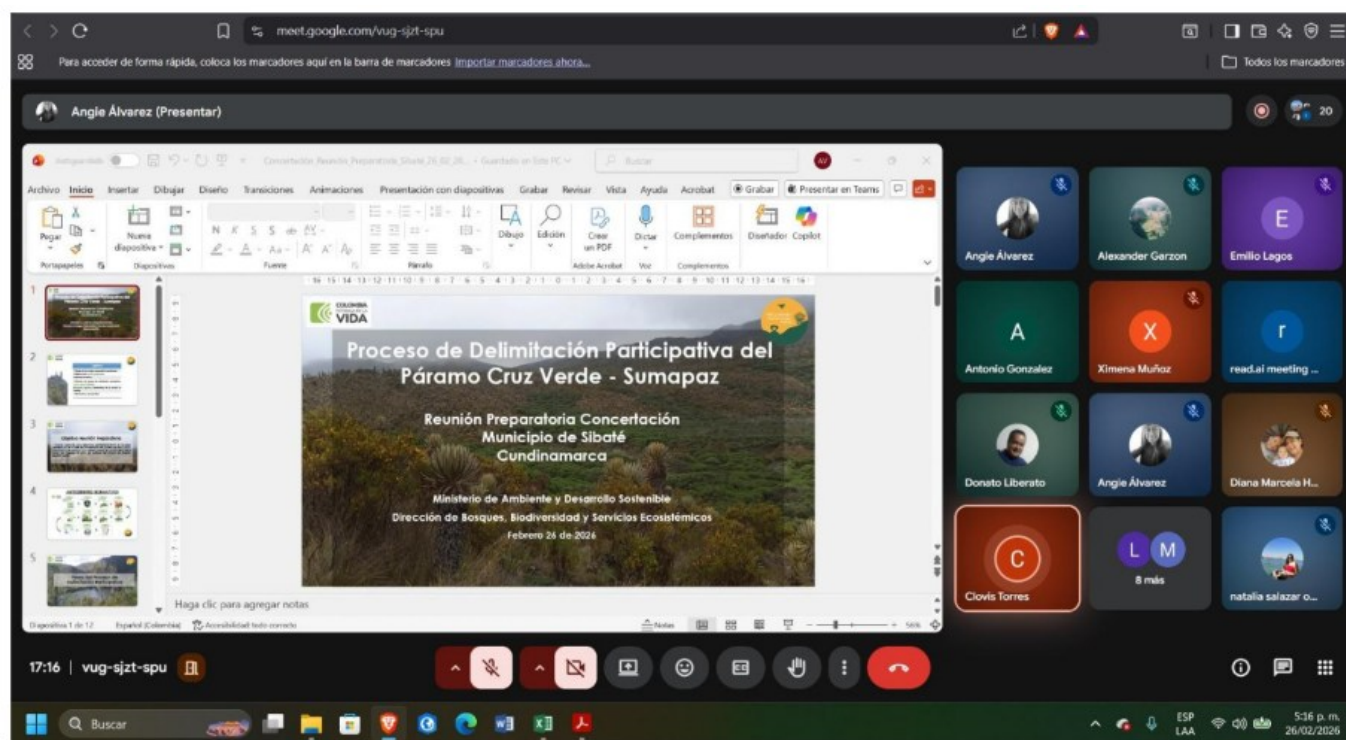 meet.google.com/vug-sjzt-spu
Para acceder de forma rápida, coloca los marcadores aquí en la barra de marcadores Importar marcadores ahora...
Todos los marcadores
Angie Álvarez (Presentar)
20
AV
Archivo Inicio Insertar Dibujar Diseño Transiciones Animaciones Presentación con diapositivas Grabar Revisar Vista Ayuda Acrobat Grabar Presentar en Teams
Pegar
Nueva diapositiva
N K S S
Dibujo
Edición
Crear un PDF
Dictar
Complementos
Diseñador
Copilot
Portapapeles
Diapositivas
Fuente
Párrafo
Adobe Acrobat
Voz
Complementos
1
2
3
4
5
COLOMBIA
VIDA
Proceso de Delimitación Participativa del
Páramo Cruz Verde - Sumapaz
Reunión Preparatoria Concertación
Municipio de Sibaté
Cundinamarca
Ministerio de Ambiente y Desarrollo Sostenible
Dirección de Bosques, Biodiversidad y Servicios Ecosistémicos
Febrero 26 de 2026
Haga clic para agregar notas
Diapositiva 1 de 12
Español (Colombia)
Accesibilidad: todo correcto
Notas
56%
Angie Álvarez
Alexander Garzon
E
Emilio Lagos
A
Antonio Gonzalez
X
Ximena Muñoz
r
read.ai meeting ...
Donato Liberato
Angie Álvarez
Diana Marcela H...
C
Clovis Torres
L M
8 más
natalia salazar o...
17:16 | vug-sjzt-spu
Buscar
ESP
LAA
5:16 p. m.
26/02/2026